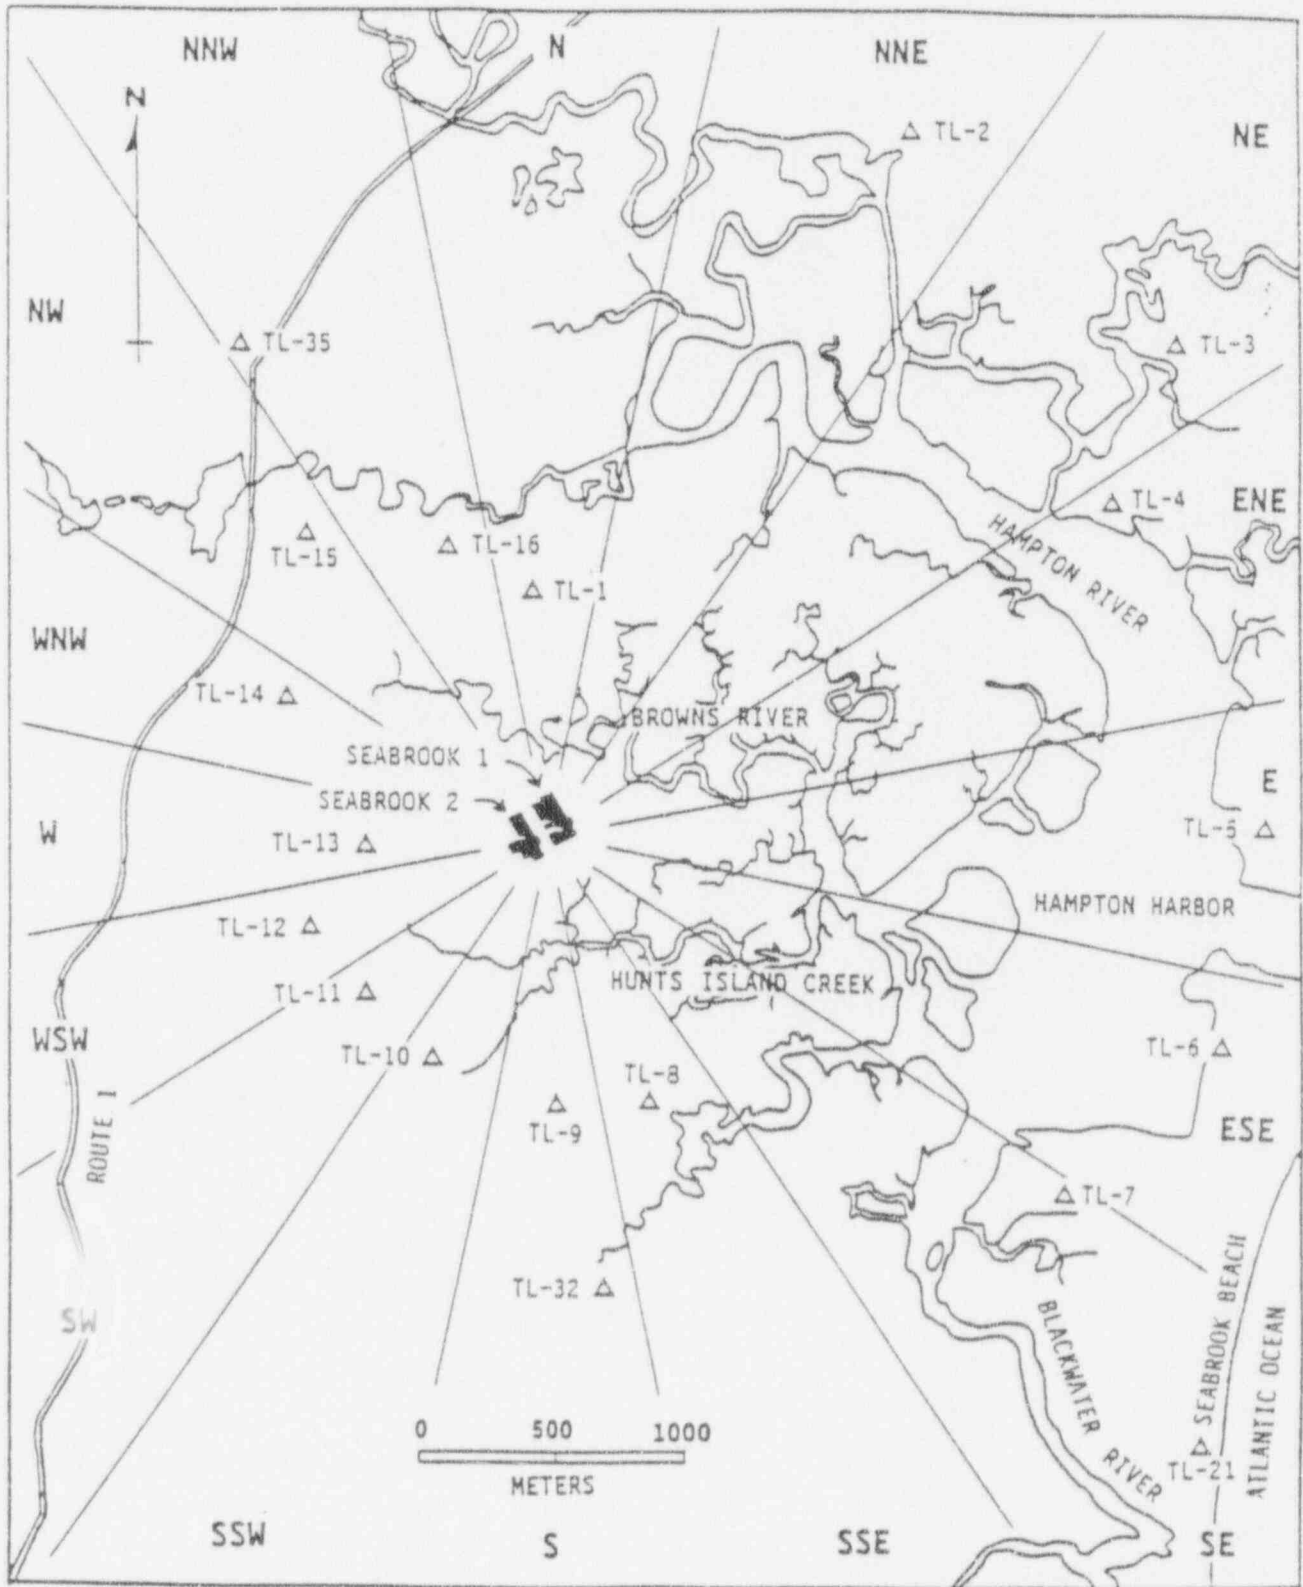 NNW
N
NNE
N
TL-2
NE
NW
TL-35
TL-3
TL-4
ENE
TL-15
TL-16
HAMPTON RIVER
TL-1
WNW
TL-14
BROWNS RIVER
SEABROOK 1
SEABROOK 2
E
W
TL-13
TL-5
HAMPTON HARBOR
TL-12
HUNTS ISLAND CREEK
TL-11
WSW
TL-10
TL-6
TL-8
TL-9
ESE
ROUTE 1
TL-7
TL-32
SW
SEABROOK BEACH
BLACKWATER RIVER
ATLANTIC OCEAN
0 500 1000
METERS
TL-21
SSW
S
SSE
SE